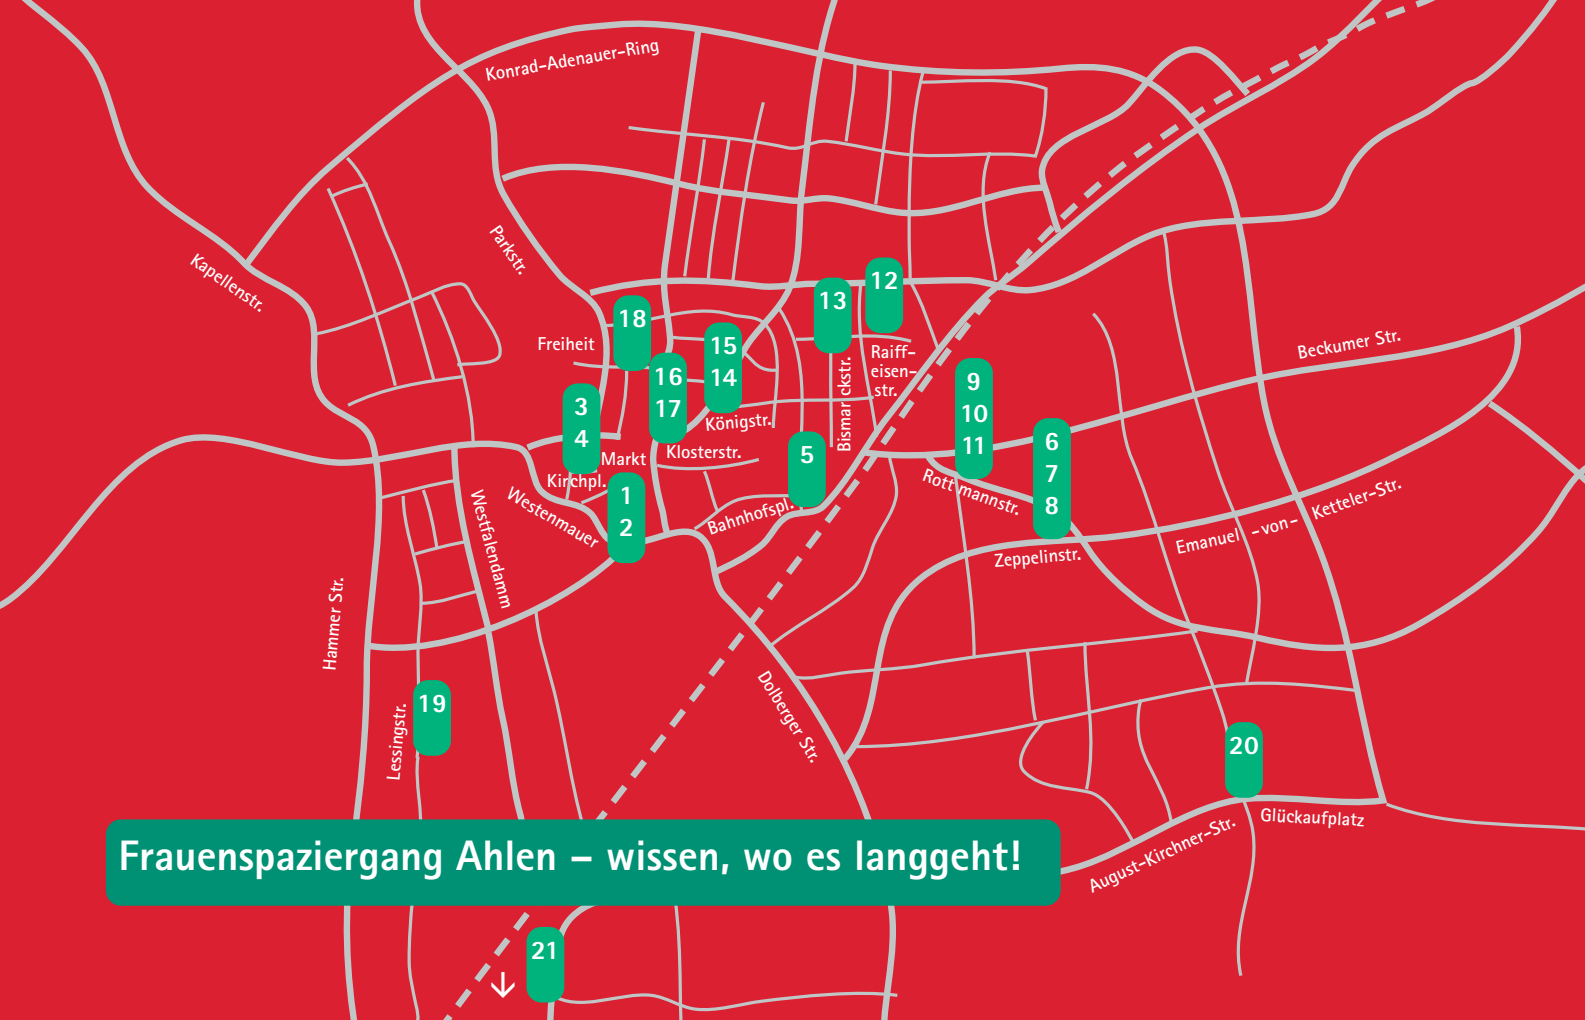 Konrad-Adenauer-Ring
Kapellenstr.
Parkstr.
Freiheit
18
13
12
15
14
16
17
Raiff-
eisen-
str.
Bismarckstr.
Beckumer Str.
3
4
9
10
11
Königstr.
Klosterstr.
Markt
Kirchpl.
5
6
7
8
1
2
Westenmauer
Bahnhofspl.
Rottmannstr.
Westfalendamm
Zeppelinstr.
Emanuel -von- Ketteler-Str.
Hammer Str.
Lessingstr.
19
Dolberger Str.
20
Glückaufplatz
August-Kirchner-Str.
Frauenspaziergang Ahlen – wissen, wo es langgeht!
21